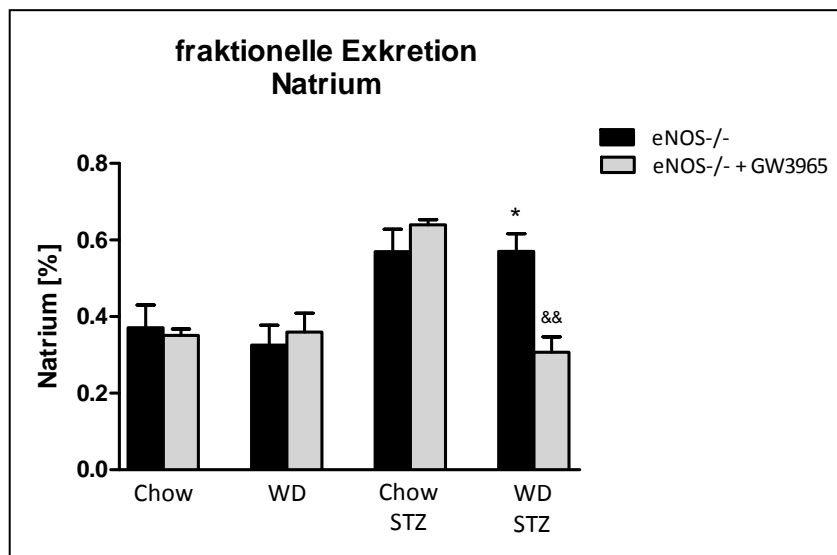 fraktionelle Exkretion
Natrium
eNOS-/-
eNOS-/- + GW3965
Natrium [%]
0.8
0.6
0.4
0.2
0.0
*
&&
Chow
WD
Chow
STZ
WD
STZ